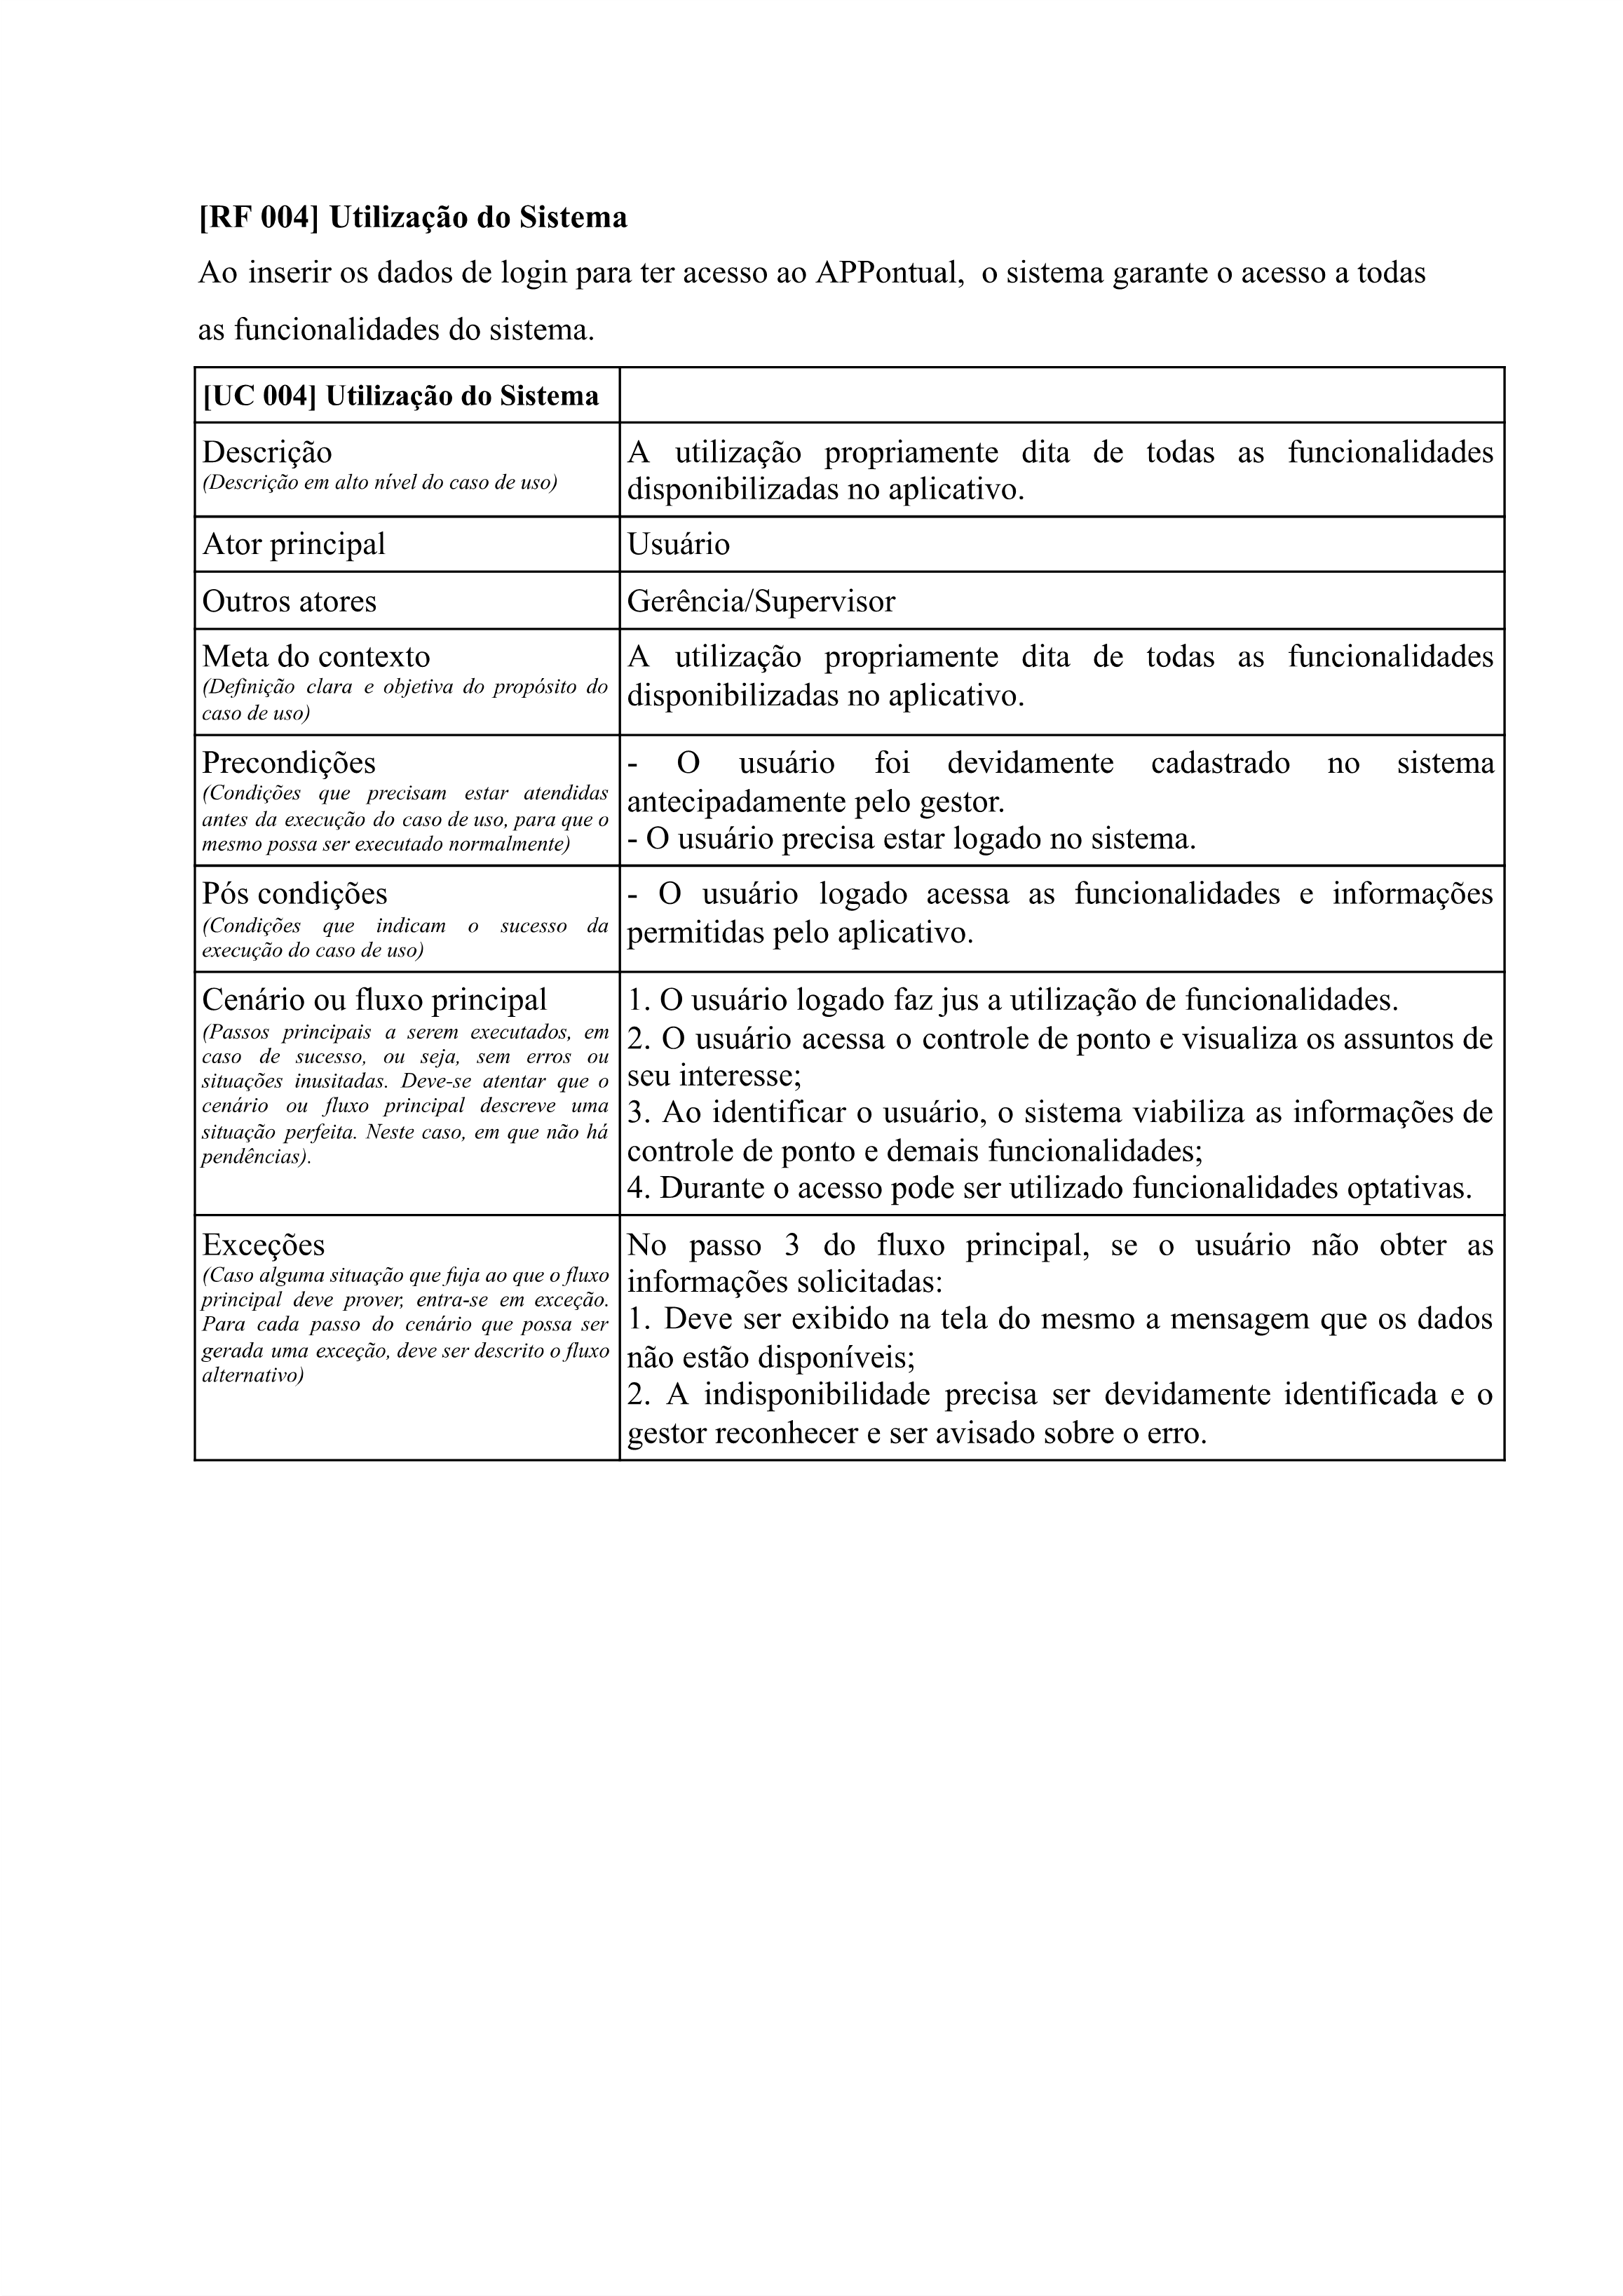 [RF 004] Utilização do Sistema
Ao inserir os dados de login para ter acesso ao APPontual,  o sistema garante o acesso a todas
as funcionalidades do sistema.
[UC 004] Utilização do Sistema
Descrição
(Descrição em alto nível do caso de uso)
A utilização propriamente dita de todas as funcionalidades
disponibilizadas no aplicativo.
Ator principal
Usuário
Outros atores
Gerência/Supervisor
Meta do contexto
(Definição clara e objetiva do propósito do
caso de uso)
A utilização propriamente dita de todas as funcionalidades
disponibilizadas no aplicativo.
Precondições
(Condições que precisam estar atendidas
antes da execução do caso de uso, para que o
mesmo possa ser executado normalmente)
- O usuário foi devidamente cadastrado no sistema
antecipadamente pelo gestor.
- O usuário precisa estar logado no sistema.
Pós condições
(Condições que indicam o sucesso da
execução do caso de uso)
- O usuário logado acessa as funcionalidades e informações
permitidas pelo aplicativo.
Cenário ou fluxo principal
(Passos principais a serem executados, em
caso de sucesso, ou seja, sem erros ou
situações inusitadas. Deve-se atentar que o
cenário ou fluxo principal descreve uma
situação perfeita. Neste caso, em que não há
pendências).
1. O usuário logado faz jus a utilização de funcionalidades.
2. O usuário acessa o controle de ponto e visualiza os assuntos de
seu interesse;
3. Ao identificar o usuário, o sistema viabiliza as informações de
controle de ponto e demais funcionalidades;
4. Durante o acesso pode ser utilizado funcionalidades optativas.
Exceções
(Caso alguma situação que fuja ao que o fluxo
principal deve prover, entra-se em exceção.
Para cada passo do cenário que possa ser
gerada uma exceção, deve ser descrito o fluxo
alternativo)
No passo 3 do fluxo principal, se o usuário não obter as
informações solicitadas:
1. Deve ser exibido na tela do mesmo a mensagem que os dados
não estão disponíveis;
2. A indisponibilidade precisa ser devidamente identificada e o
gestor reconhecer e ser avisado sobre o erro.